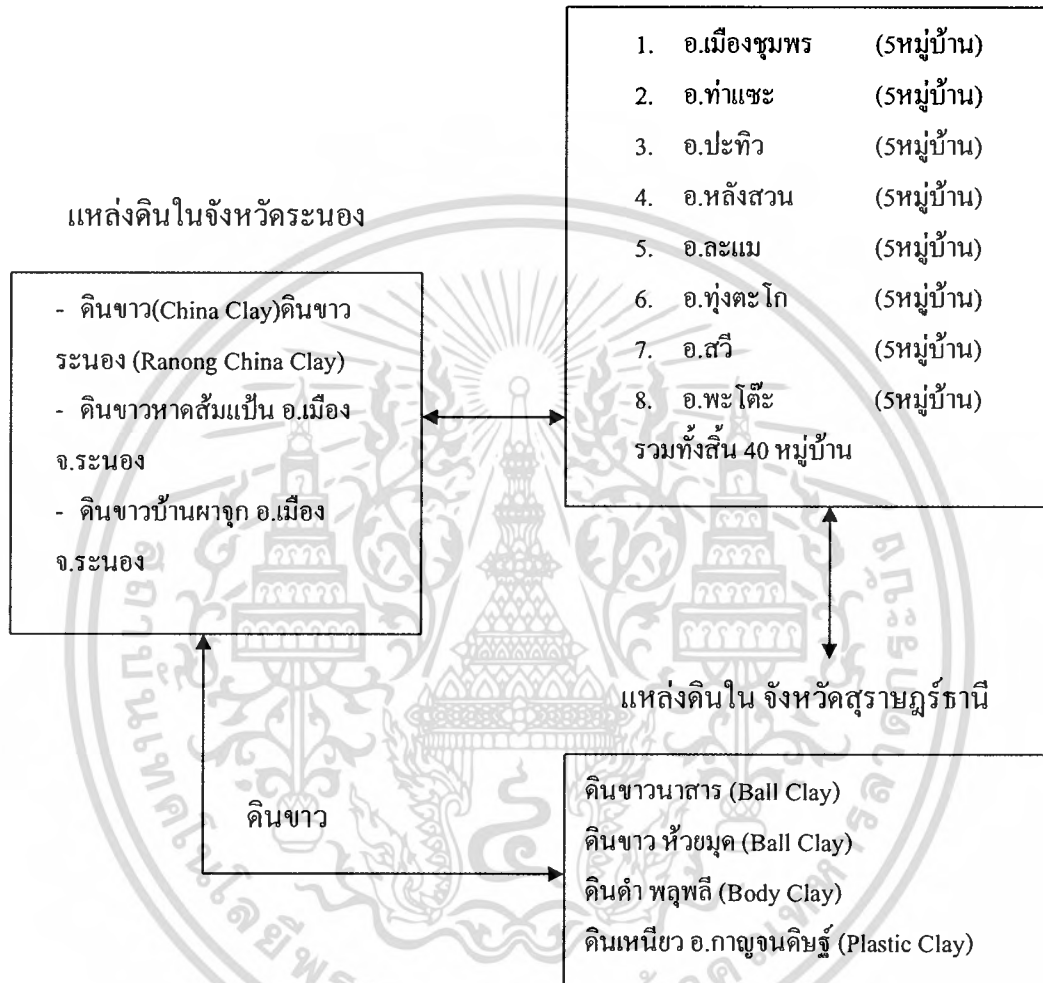 1. อ.เมืองชุมพร (5หมู่บ้าน)
2. อ.ท่าแซะ (5หมู่บ้าน)
3. อ.ปะทิว (5หมู่บ้าน)
4. อ.หลังสวน (5หมู่บ้าน)
5. อ.ละแม (5หมู่บ้าน)
6. อ.ทุ่งตะโก (5หมู่บ้าน)
7. อ.สวี (5หมู่บ้าน)
8. อ.พะโต๊ะ (5หมู่บ้าน)
รวมทั้งสิ้น 40 หมู่บ้าน
แหล่งดินในจังหวัดระนอง
- ดินขาว(China Clay)ดินขาว
ระนอง (Ranong China Clay)
- ดินขาวหาดส้มแป้น อ.เมือง
จ.ระนอง
- ดินขาวบ้านผาจุก อ.เมือง
จ.ระนอง
แหล่งดินใน จังหวัดสุราษฎร์ธานี
ดินขาว
ดินขาวนาสาร (Ball Clay)
ดินขาว ห้วยมุด (Ball Clay)
ดินดำ พลุพลี (Body Clay)
ดินเหนียว อ.กาญจนดิษฐ์ (Plastic Clay)